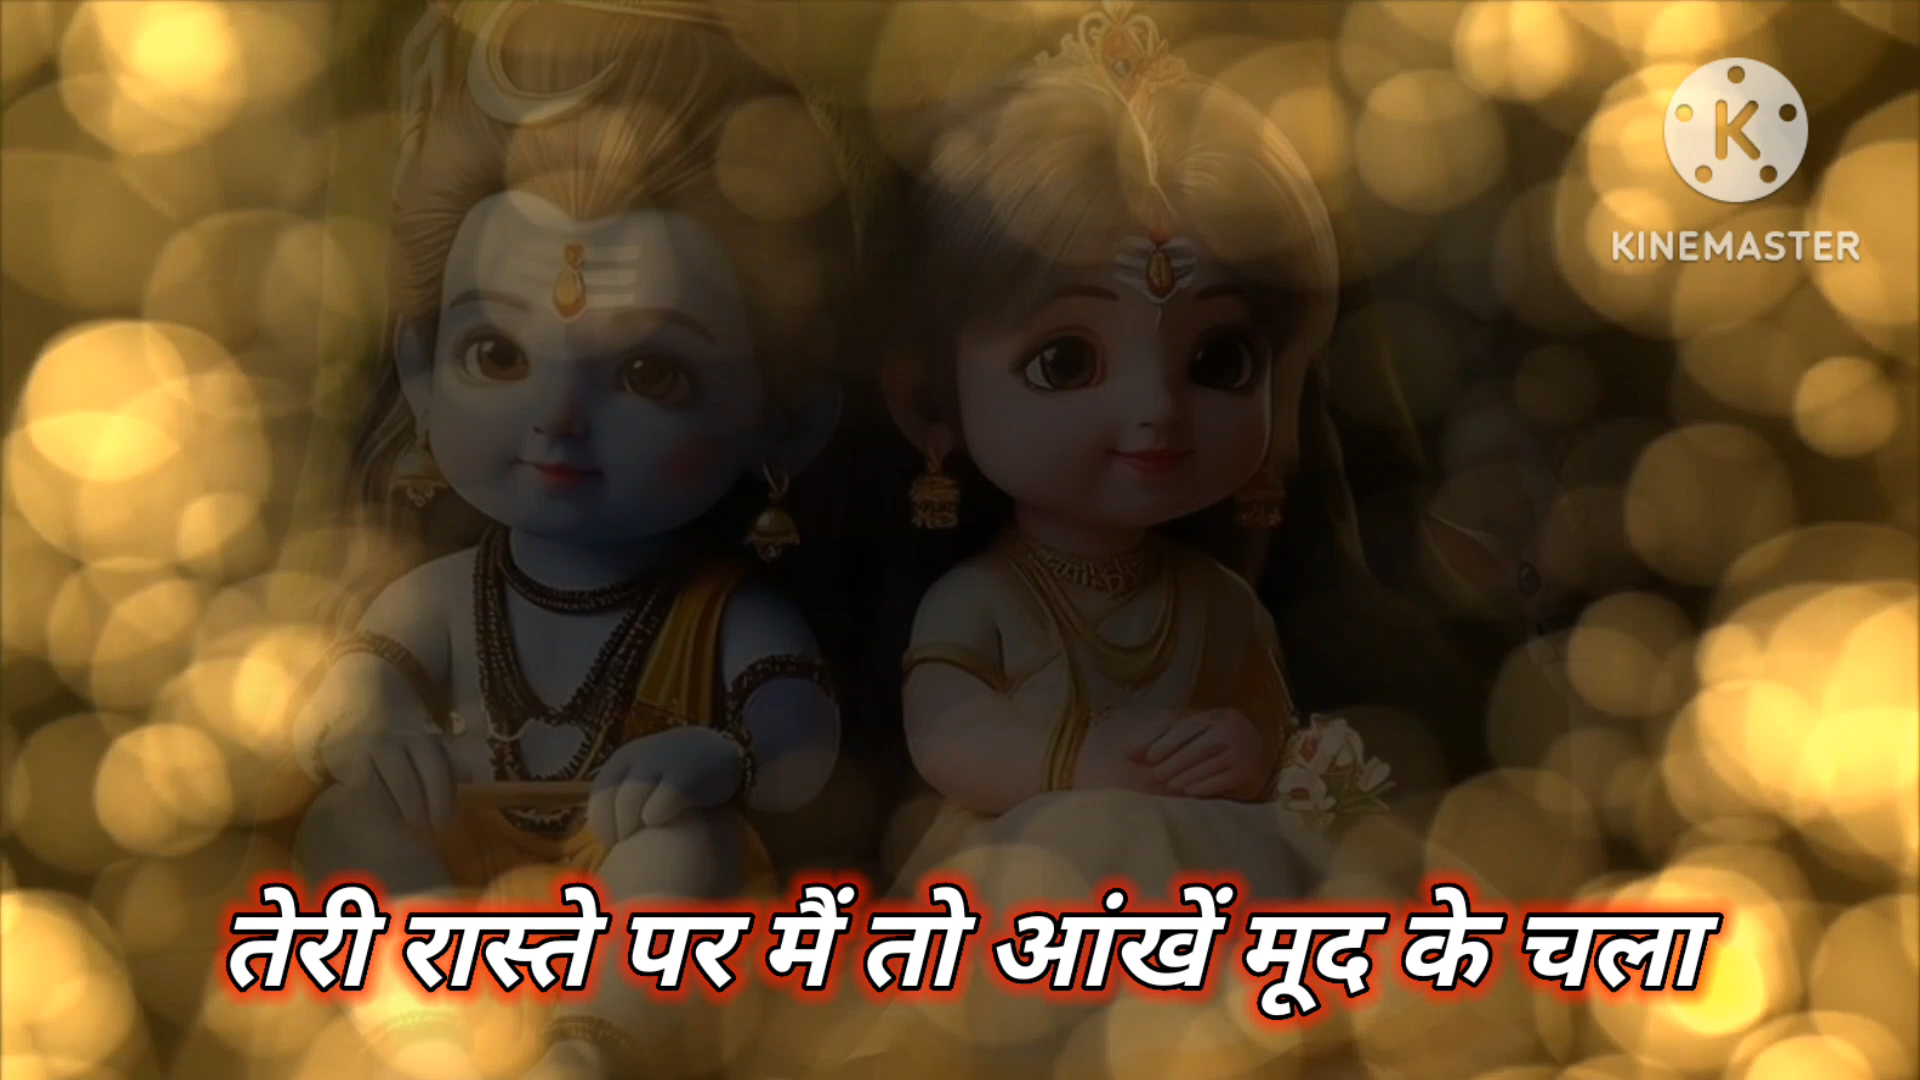 K
KINEMASTER
तेरी रास्ते पर मैं तो आंखें मूद के चला